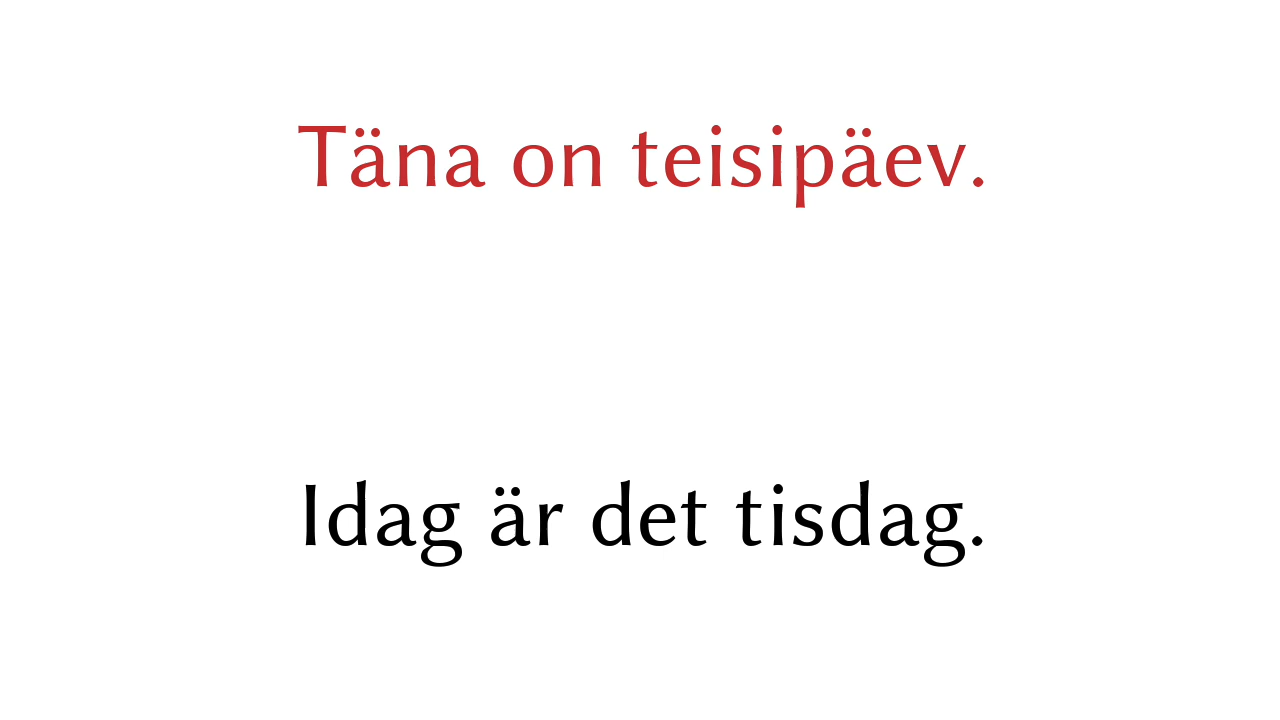 Täna on teisipäev.
Idag är det tisdag.